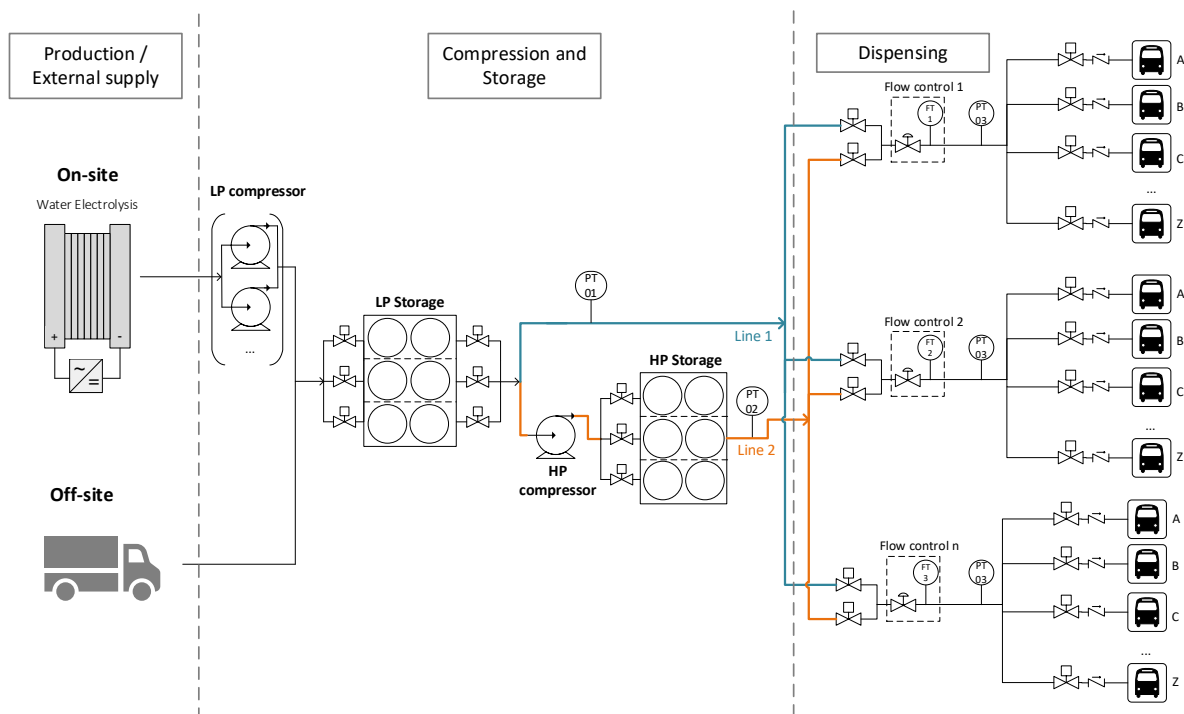 Production /
External supply
Compression and
Storage
Dispensing
On-site
Water Electrolysis
+
-
Off-site
LP compressor
...
LP Storage
PT
01
Line 1
HP
compressor
HP Storage
PT
02
Line 2
Flow control 1
FT
1
PT
03
A
B
C
...
Z
Flow control 2
FT
2
PT
03
A
B
C
...
Z
Flow control n
FT
3
PT
03
A
B
C
...
Z